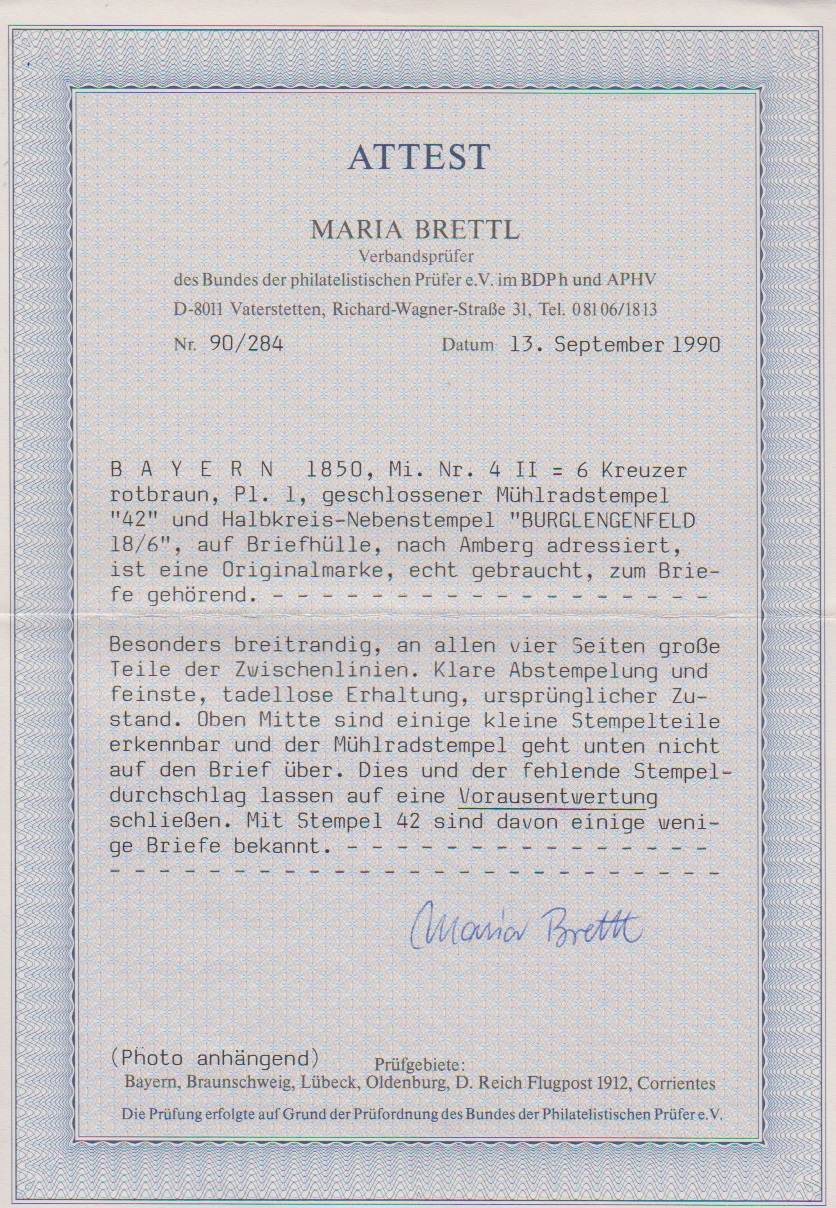 ATTEST
MARIA BRETTL
Verbandsprüfer
des Bundes der philatelistischen Prüfer e.V. im BDPh und APHV
D-8011 Vaterstetten, Richard-Wagner-Straße 31, Tel. 08106/1813
Nr. 90/284 Datum 13. September 1990
B A Y E R N 1850, Mi. Nr. 4 II = 6 Kreuzer
rotbraun, Pl. 1, geschlossener Mühlradstempel
"42" und Halbkreis-Nebenstempel "BURGLENGENFELD
18/6", auf Briefhülle, nach Amberg adressiert,
ist eine Originalmarke, echt gebraucht, zum Brie-
fe gehörend. - - - - - - - - - - - - - - - - - -
Besonders breitrandig, an allen vier Seiten große
Teile der Zwischenlinien. Klare Abstempelung und
feinste, tadellose Erhaltung, ursprünglicher Zu-
stand. Oben Mitte sind einige kleine Stempelteile
erkennbar und der Mühlradstempel geht unten nicht
auf den Brief über. Dies und der fehlende Stempel-
durchschlag lassen auf eine Vorausentwertung
schließen. Mit Stempel 42 sind davon einige weni-
ge Briefe bekannt. - - - - - - - - - - - - - - -
- - - - - - - - - - - - - - - - - - - - - - - - -
Maria Brettl
(Photo anhängend) Prüfgebiete:
Bayern, Braunschweig, Lübeck, Oldenburg, D. Reich Flugpost 1912, Corrientes
Die Prüfung erfolgte auf Grund der Prüfordnung des Bundes der Philatelistischen Prüfer e.V.